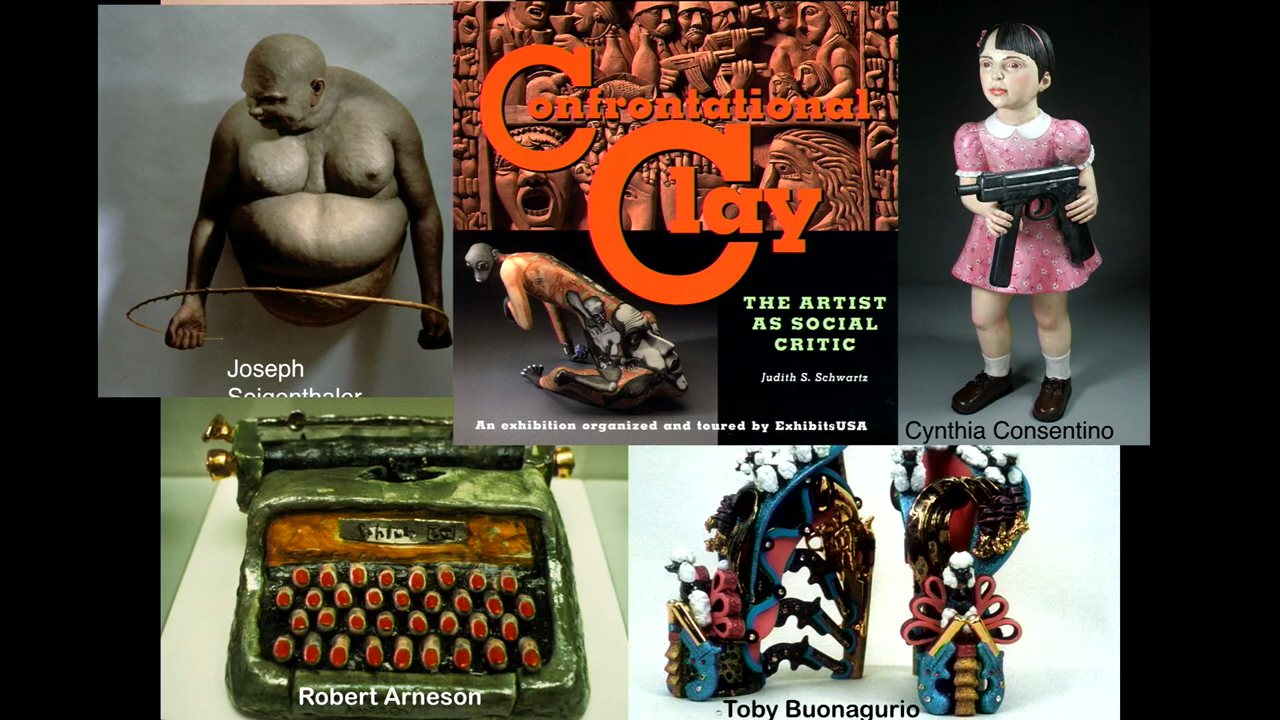 Confrontational
Clay
THE ARTIST
AS SOCIAL
CRITIC
Judith S. Schwartz
An exhibition organized and toured by ExhibitsUSA
Joseph
Seigenthaler
Cynthia Consentino
Robert Arneson
Toby Buonagurio